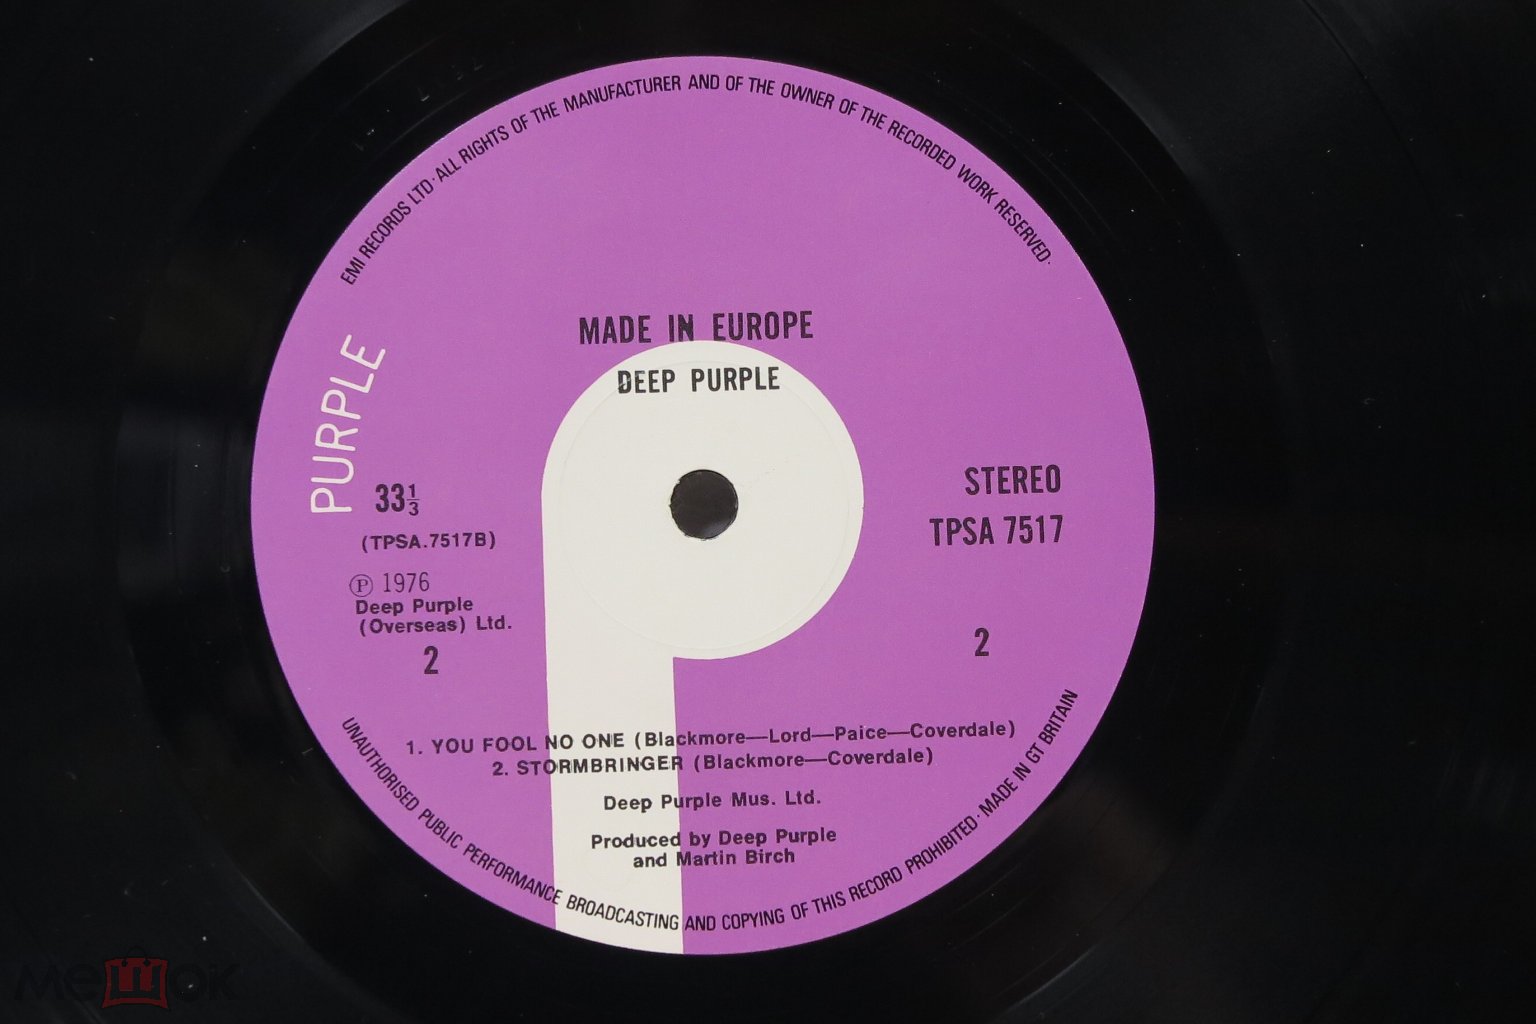 EMI RECORDS LTD · ALL RIGHTS OF THE MANUFACTURER AND OF THE OWNER OF THE RECORDED WORK RESERVED ·
MADE IN EUROPE
DEEP PURPLE
PURPLE
33⅓
STEREO
(TPSA.7517B)
TPSA 7517
Ⓟ 1976
Deep Purple
(Overseas) Ltd.
2
2
1. YOU FOOL NO ONE (Blackmore—Lord—Paice—Coverdale)
2. STORMBRINGER (Blackmore—Coverdale)
Deep Purple Mus. Ltd.
Produced by Deep Purple
and Martin Birch
UNAUTHORISED PUBLIC PERFORMANCE BROADCASTING AND COPYING OF THIS RECORD PROHIBITED · MADE IN GT BRITAIN
мешок